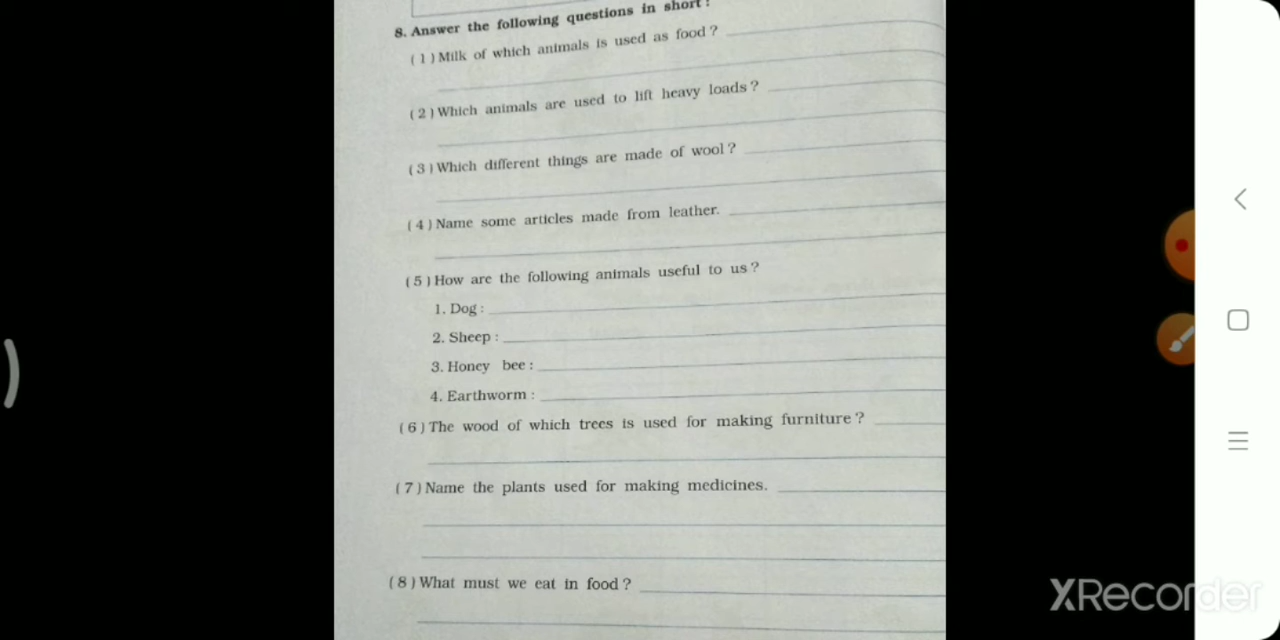 8. Answer the following questions in short :
( 1 ) Milk of which animals is used as food ?
( 2 ) Which animals are used to lift heavy loads ?
( 3 ) Which different things are made of wool ?
( 4 ) Name some articles made from leather.
( 5 ) How are the following animals useful to us ?
1. Dog :
2. Sheep :
3. Honey bee :
4. Earthworm :
( 6 ) The wood of which trees is used for making furniture ?
( 7 ) Name the plants used for making medicines.
( 8 ) What must we eat in food ?
XRecorder